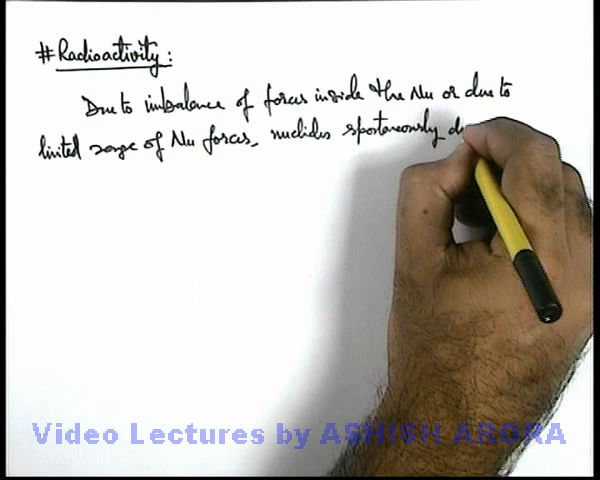 # Radioactivity :
Due to imbalance of forces inside the Nu or due to
limited range of Nu forces, nuclides spontaneously d
Video Lectures by ASHISH ARORA